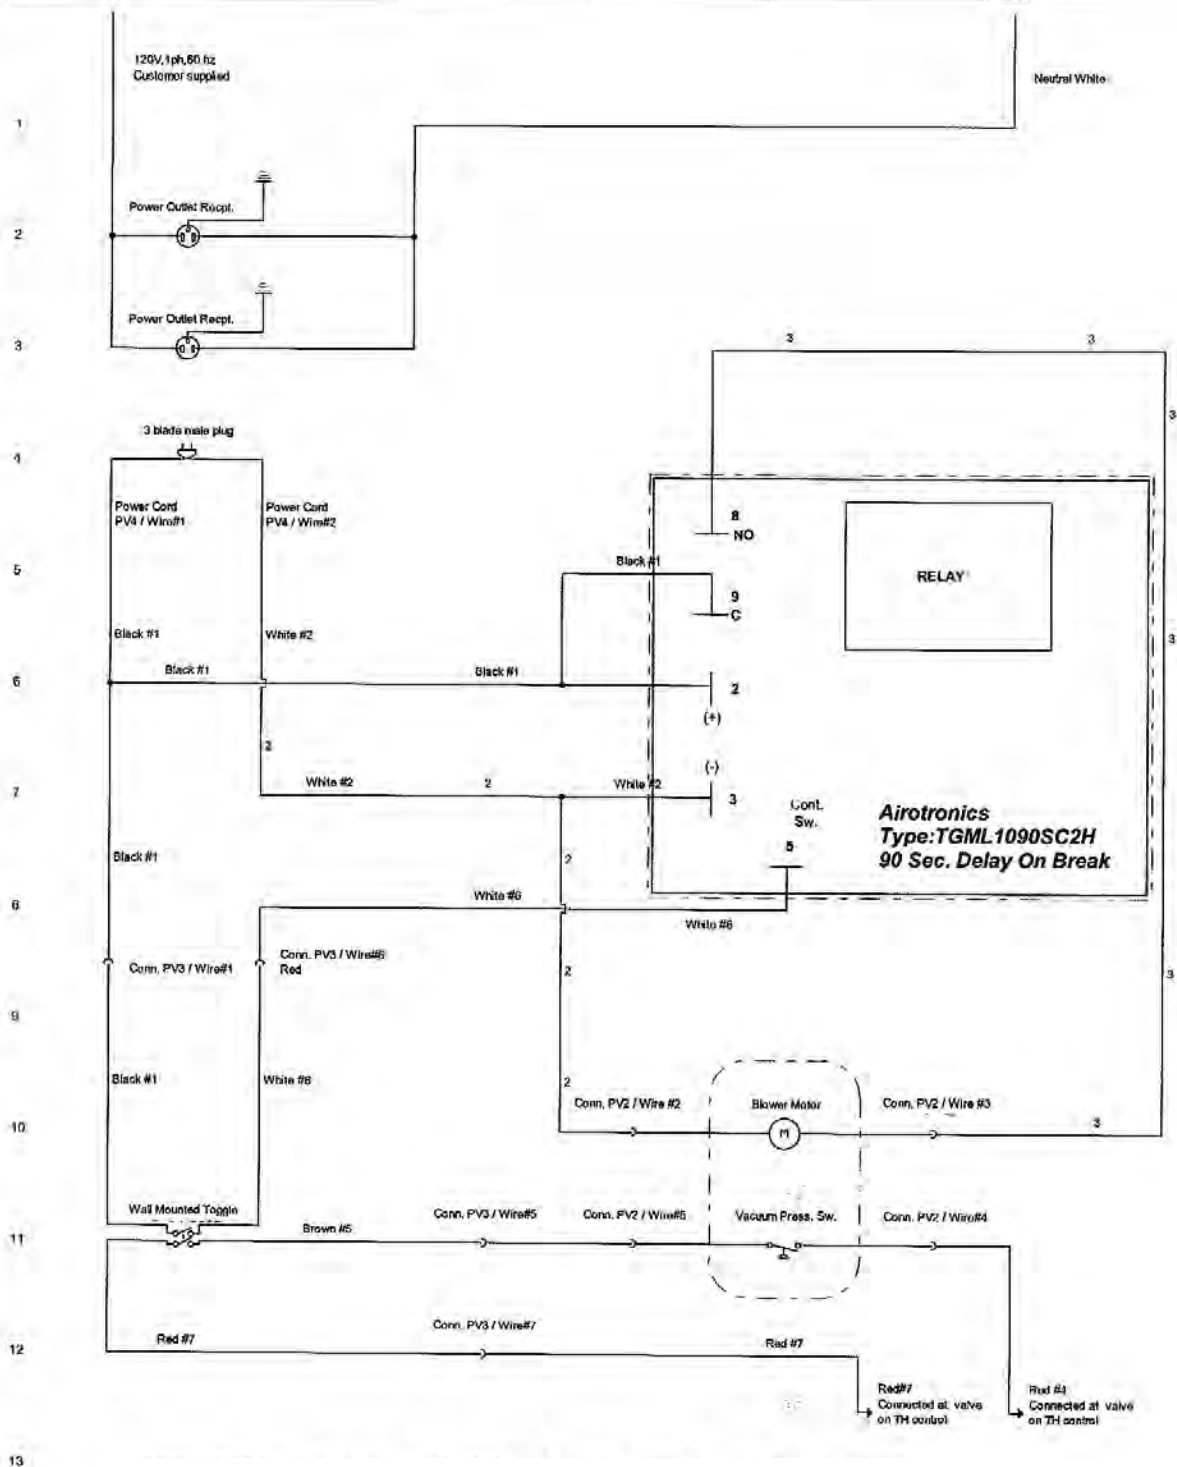 120V,1ph,60 hz
Customer supplied
Neutral White
1
Power Outlet Recpt.
2
Power Outlet Recpt.
3
3
3
3
3 blade male plug
4
Power Cord
PV4 / Wire#1
Power Cord
PV4 / Wire#2
8
NO
Black #1
5
RELAY
9
C
Black #1
White #2
3
Black #1
Black #1
6
2
(+)
2
(-)
White #2
2
White #2
7
3
Cont.
Sw.
5
Airotronics
Type:TGML1090SC2H
90 Sec. Delay On Break
Black #1
2
White #6
8
White #6
Conn. PV3 / Wire#1
Conn. PV3 / Wire#6
Red
2
3
9
Black #1
White #6
2
Conn. PV2 / Wire #2
Blower Motor
Conn. PV2 / Wire #3
10
M
3
Wall Mounted Toggle
Brown #5
Conn. PV3 / Wire#5
Conn. PV2 / Wire#5
Vacuum Press. Sw.
Conn. PV2 / Wire#4
11
Conn. PV3 / Wire#7
Red #7
Red #7
12
Red#7
Connected at valve
on TH control
Red #4
Connected at valve
on TH control
13